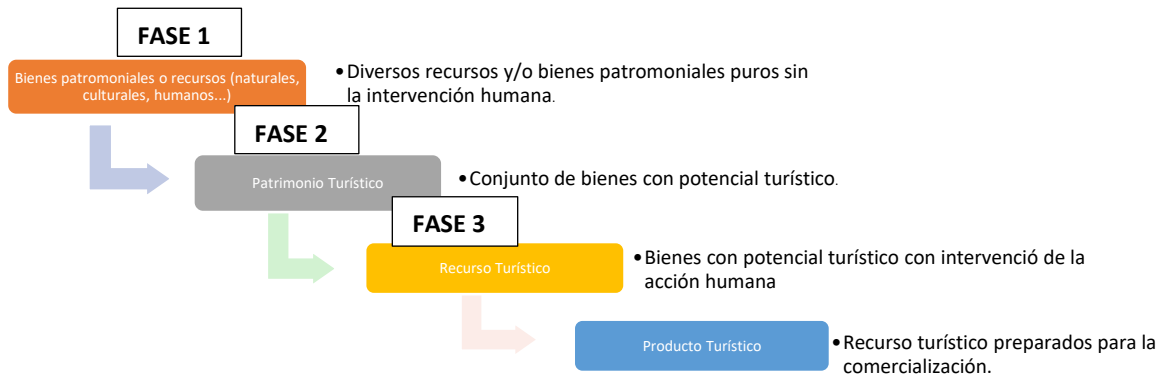 FASE 1
Bienes patromoniales o recursos (naturales,
culturales, humanos...)
•Diversos recursos y/o bienes patromoniales puros sin
la intervención humana.
FASE 2
Patrimonio Turístico
•Conjunto de bienes con potencial turístico.
FASE 3
Recurso Turístico
•Bienes con potencial turístico con intervenció de la
acción humana
Producto Turístico
•Recurso turístico preparados para la
comercialización.